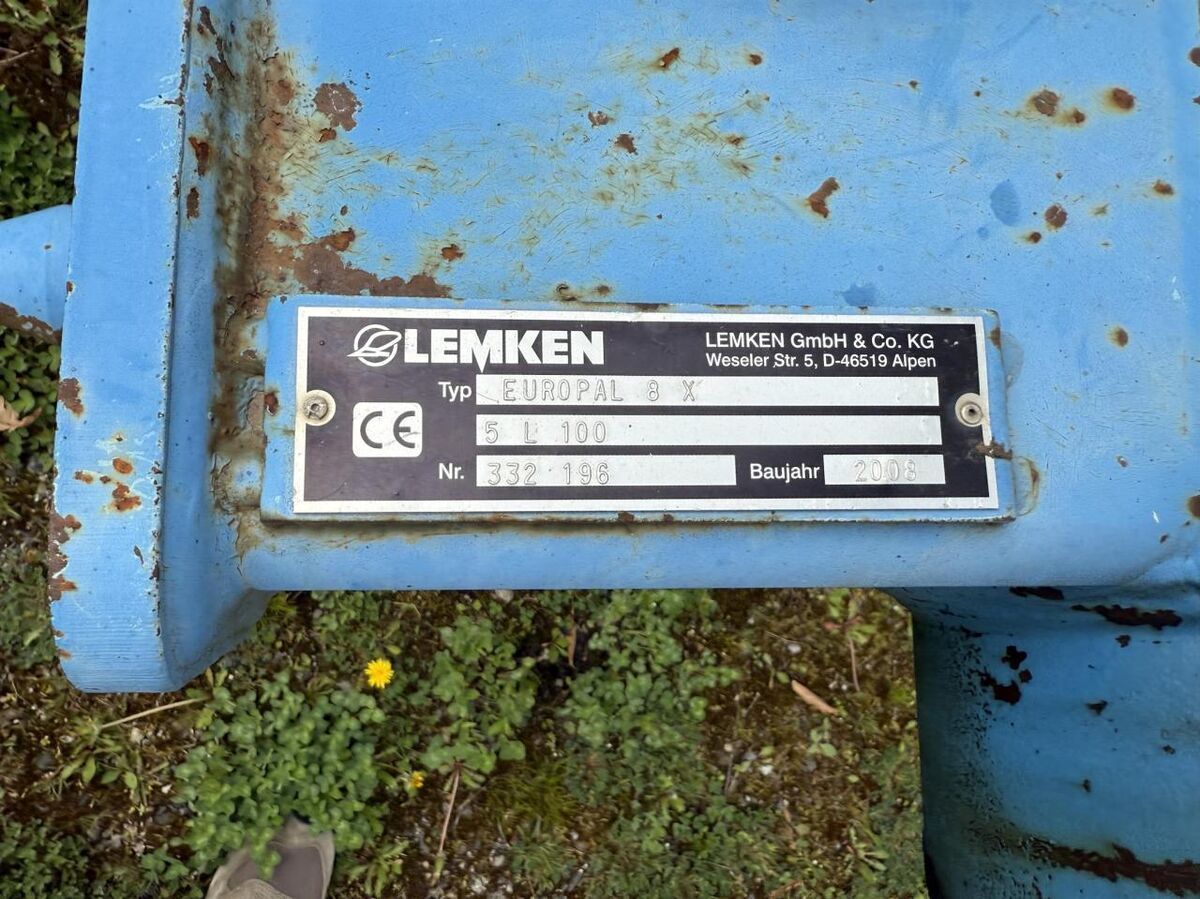 LEMKEN
LEMKEN GmbH & Co. KG
Weseler Str. 5, D-46519 Alpen
Typ EUROPAL 8 X
CE
5 L 100
Nr. 332 196 Baujahr 2008